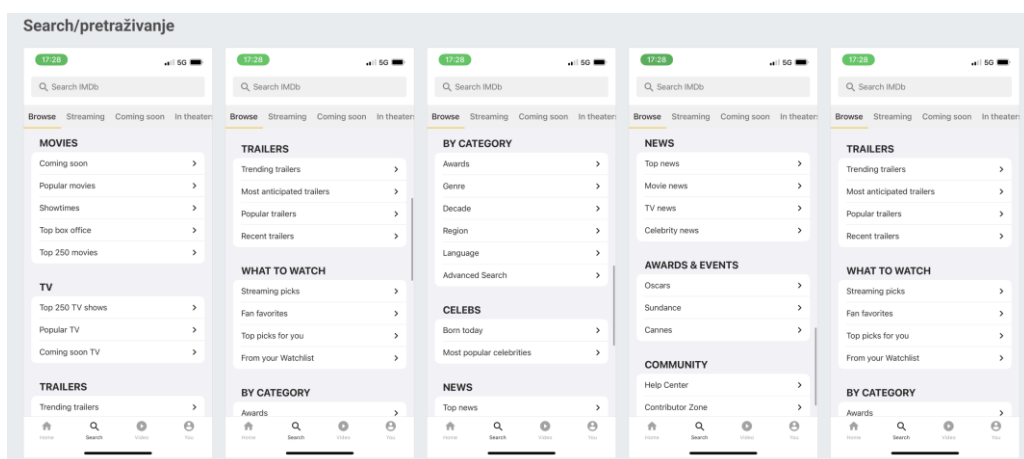 Search/pretraživanje
17:28
5G
Search IMDb
Browse Streaming Coming soon In theaters
MOVIES
Coming soon
Popular movies
Showtimes
Top box office
Top 250 movies
TV
Top 250 TV shows
Popular TV
Coming soon TV
TRAILERS
Trending trailers
Home Search Video You
17:28
5G
Search IMDb
Browse Streaming Coming soon In theater
TRAILERS
Trending trailers
Most anticipated trailers
Popular trailers
Recent trailers
WHAT TO WATCH
Streaming picks
Fan favorites
Top picks for you
From your Watchlist
BY CATEGORY
Awards
Home Search Video You
17:28
5G
Search IMDb
Browse Streaming Coming soon In theater
BY CATEGORY
Awards
Genre
Decade
Region
Language
Advanced Search
CELEBS
Born today
Most popular celebrities
NEWS
Top news
Home Search Video You
17:28
5G
Search IMDb
Browse Streaming Coming soon In theater
NEWS
Top news
Movie news
TV news
Celebrity news
AWARDS & EVENTS
Oscars
Sundance
Cannes
COMMUNITY
Help Center
Contributor Zone
Home Search Video You
17:28
5G
Search IMDb
Browse Streaming Coming soon In theater
TRAILERS
Trending trailers
Most anticipated trailers
Popular trailers
Recent trailers
WHAT TO WATCH
Streaming picks
Fan favorites
Top picks for you
From your Watchlist
BY CATEGORY
Awards
Home Search Video You